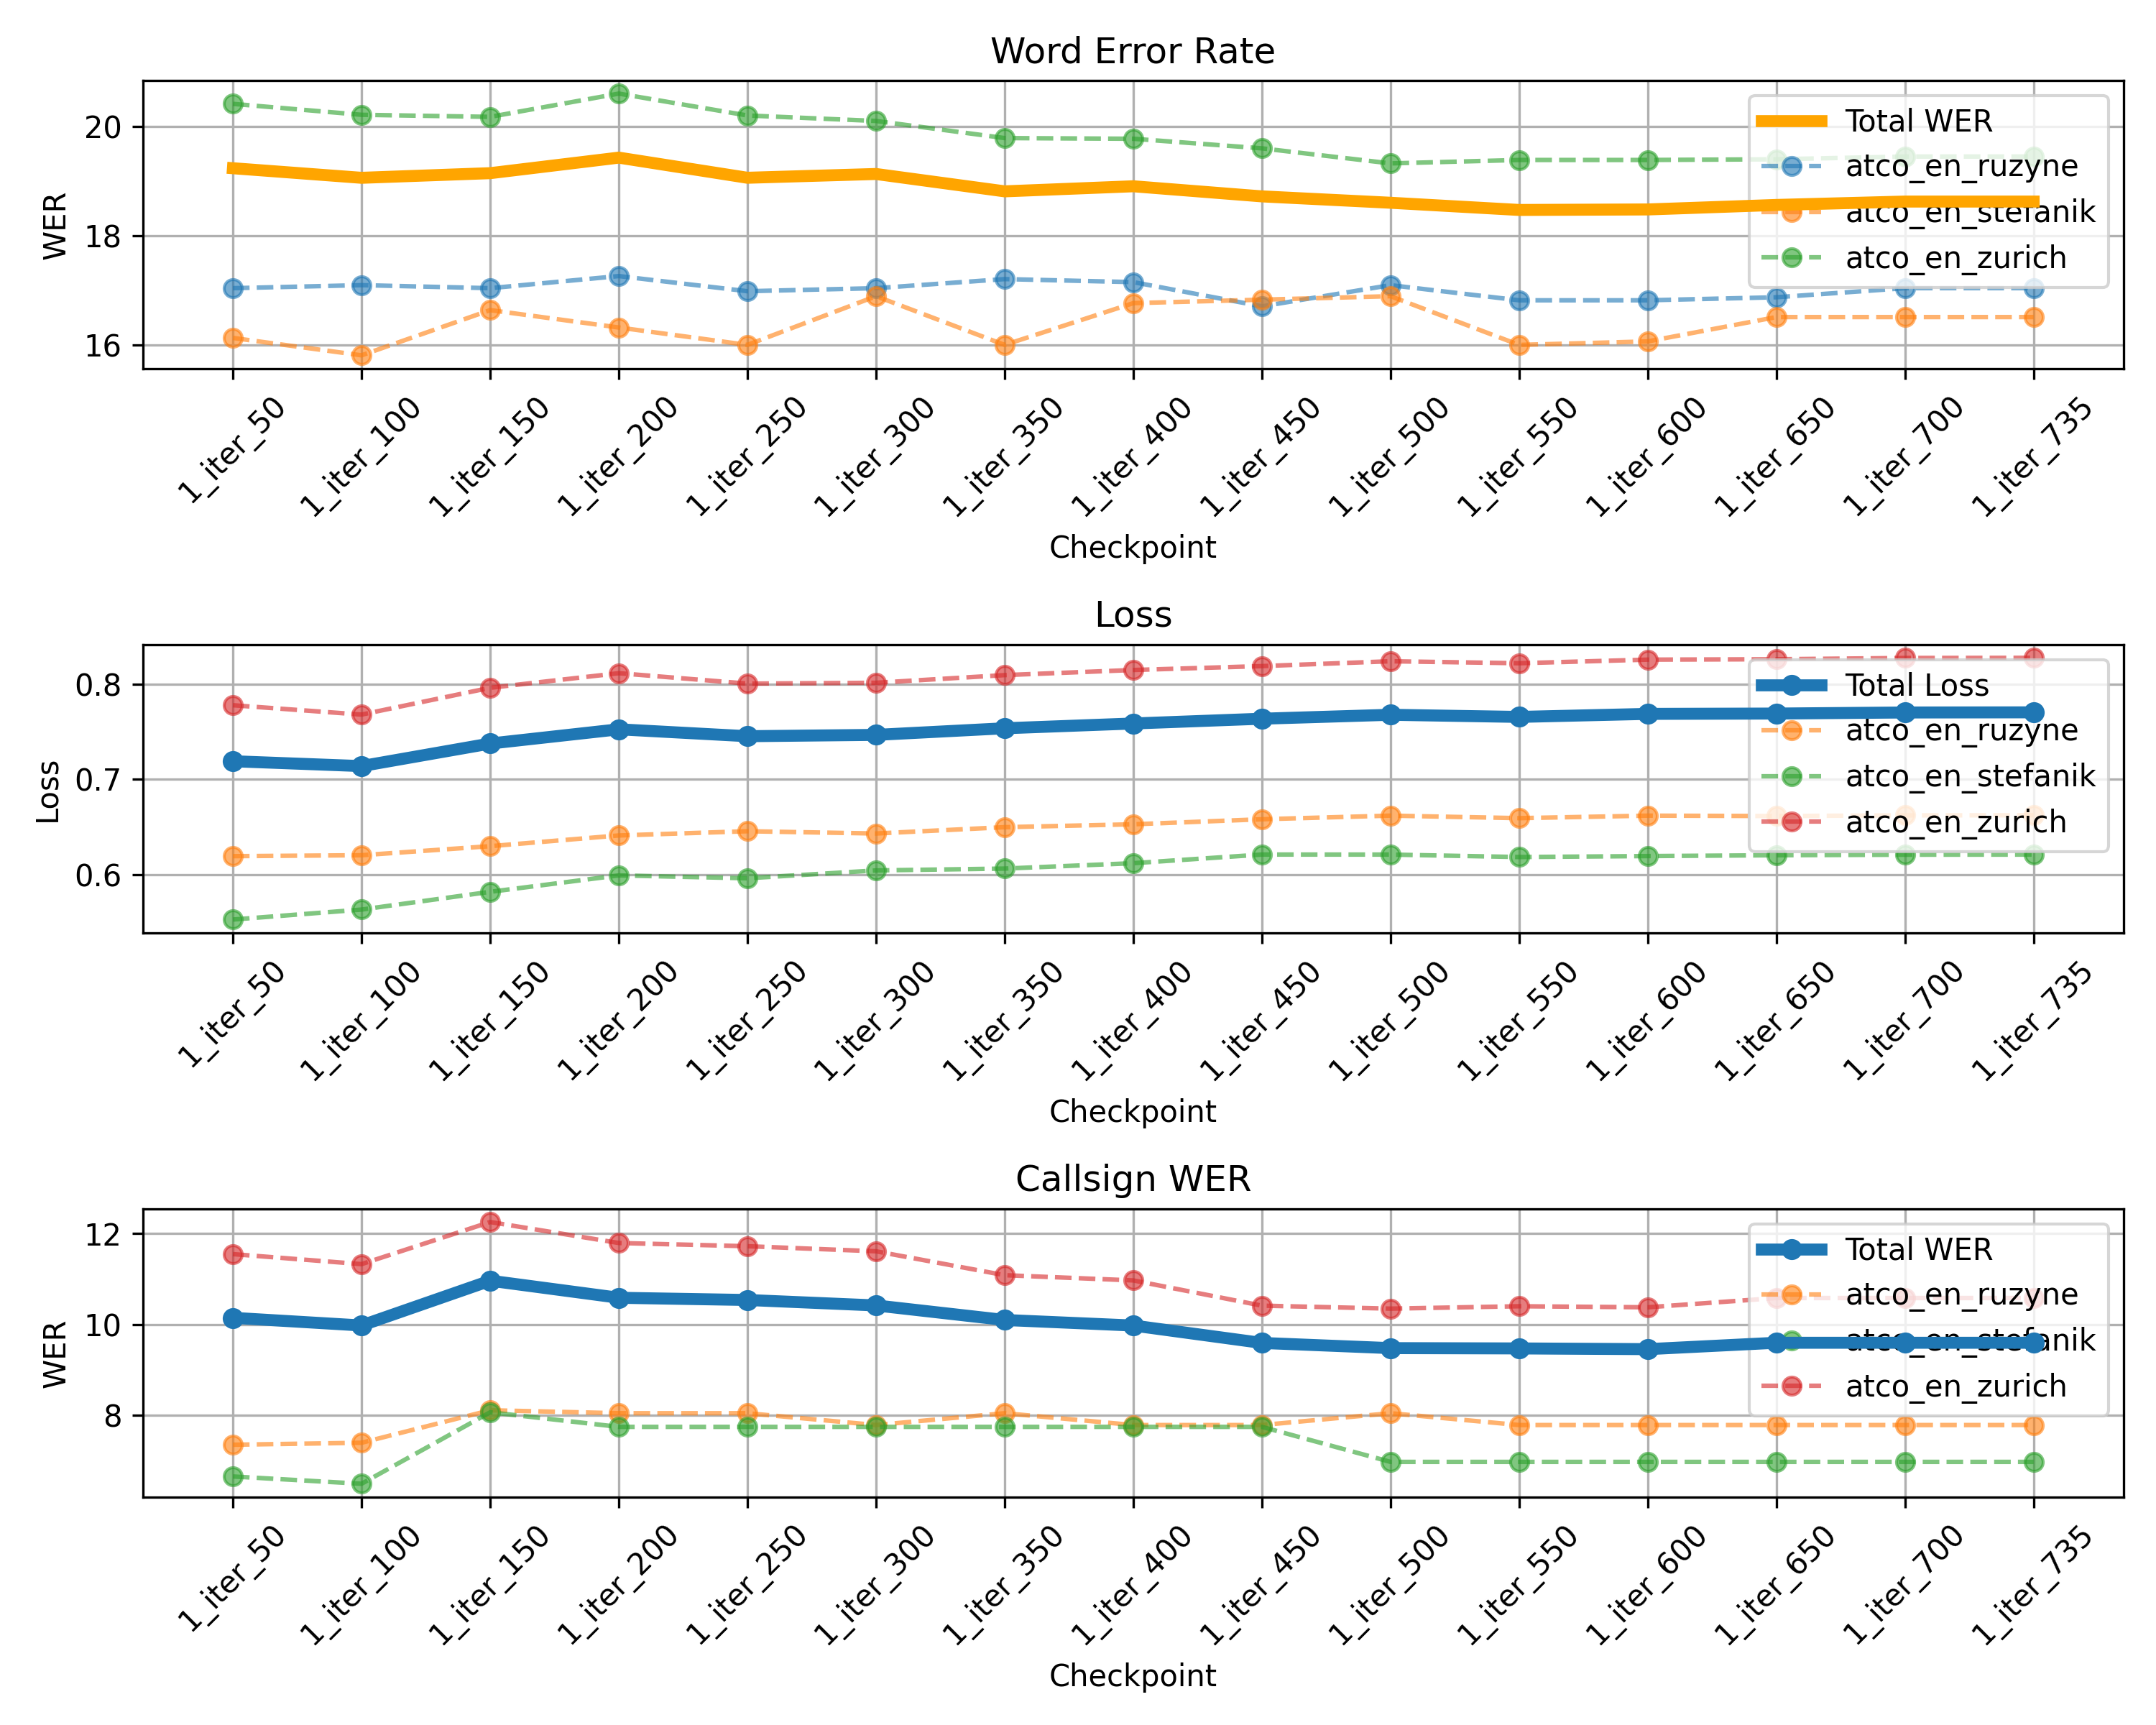 Word Error Rate
WER
20
18
16
Total WER
atco_en_ruzyne
atco_en_stefanik
atco_en_zurich
1_iter_50
1_iter_100
1_iter_150
1_iter_200
1_iter_250
1_iter_300
1_iter_350
1_iter_400
1_iter_450
1_iter_500
1_iter_550
1_iter_600
1_iter_650
1_iter_700
1_iter_735
Checkpoint
Loss
Loss
0.8
0.7
0.6
Total Loss
atco_en_ruzyne
atco_en_stefanik
atco_en_zurich
1_iter_50
1_iter_100
1_iter_150
1_iter_200
1_iter_250
1_iter_300
1_iter_350
1_iter_400
1_iter_450
1_iter_500
1_iter_550
1_iter_600
1_iter_650
1_iter_700
1_iter_735
Checkpoint
Callsign WER
WER
12
10
8
Total WER
atco_en_ruzyne
atco_en_stefanik
atco_en_zurich
1_iter_50
1_iter_100
1_iter_150
1_iter_200
1_iter_250
1_iter_300
1_iter_350
1_iter_400
1_iter_450
1_iter_500
1_iter_550
1_iter_600
1_iter_650
1_iter_700
1_iter_735
Checkpoint